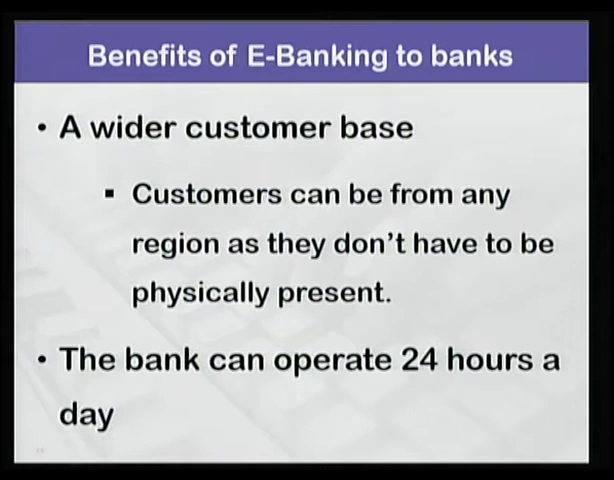 Benefits of E-Banking to banks
• A wider customer base
▪ Customers can be from any
region as they don't have to be
physically present.
• The bank can operate 24 hours a
day